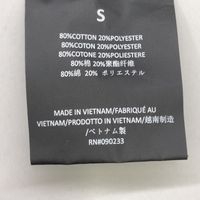 S
80%COTTON 20%POLYESTER
80%COTON 20%POLYESTER
80%COTONE 20%POLIESTERE
80%棉 20%聚酯纤维
80%綿 20% ポリエステル
MADE IN VIETNAM/FABRIQUÉ AU
VIETNAM/PRODOTTO IN VIETNAM/越南制造
/ベトナム製
RN#090233